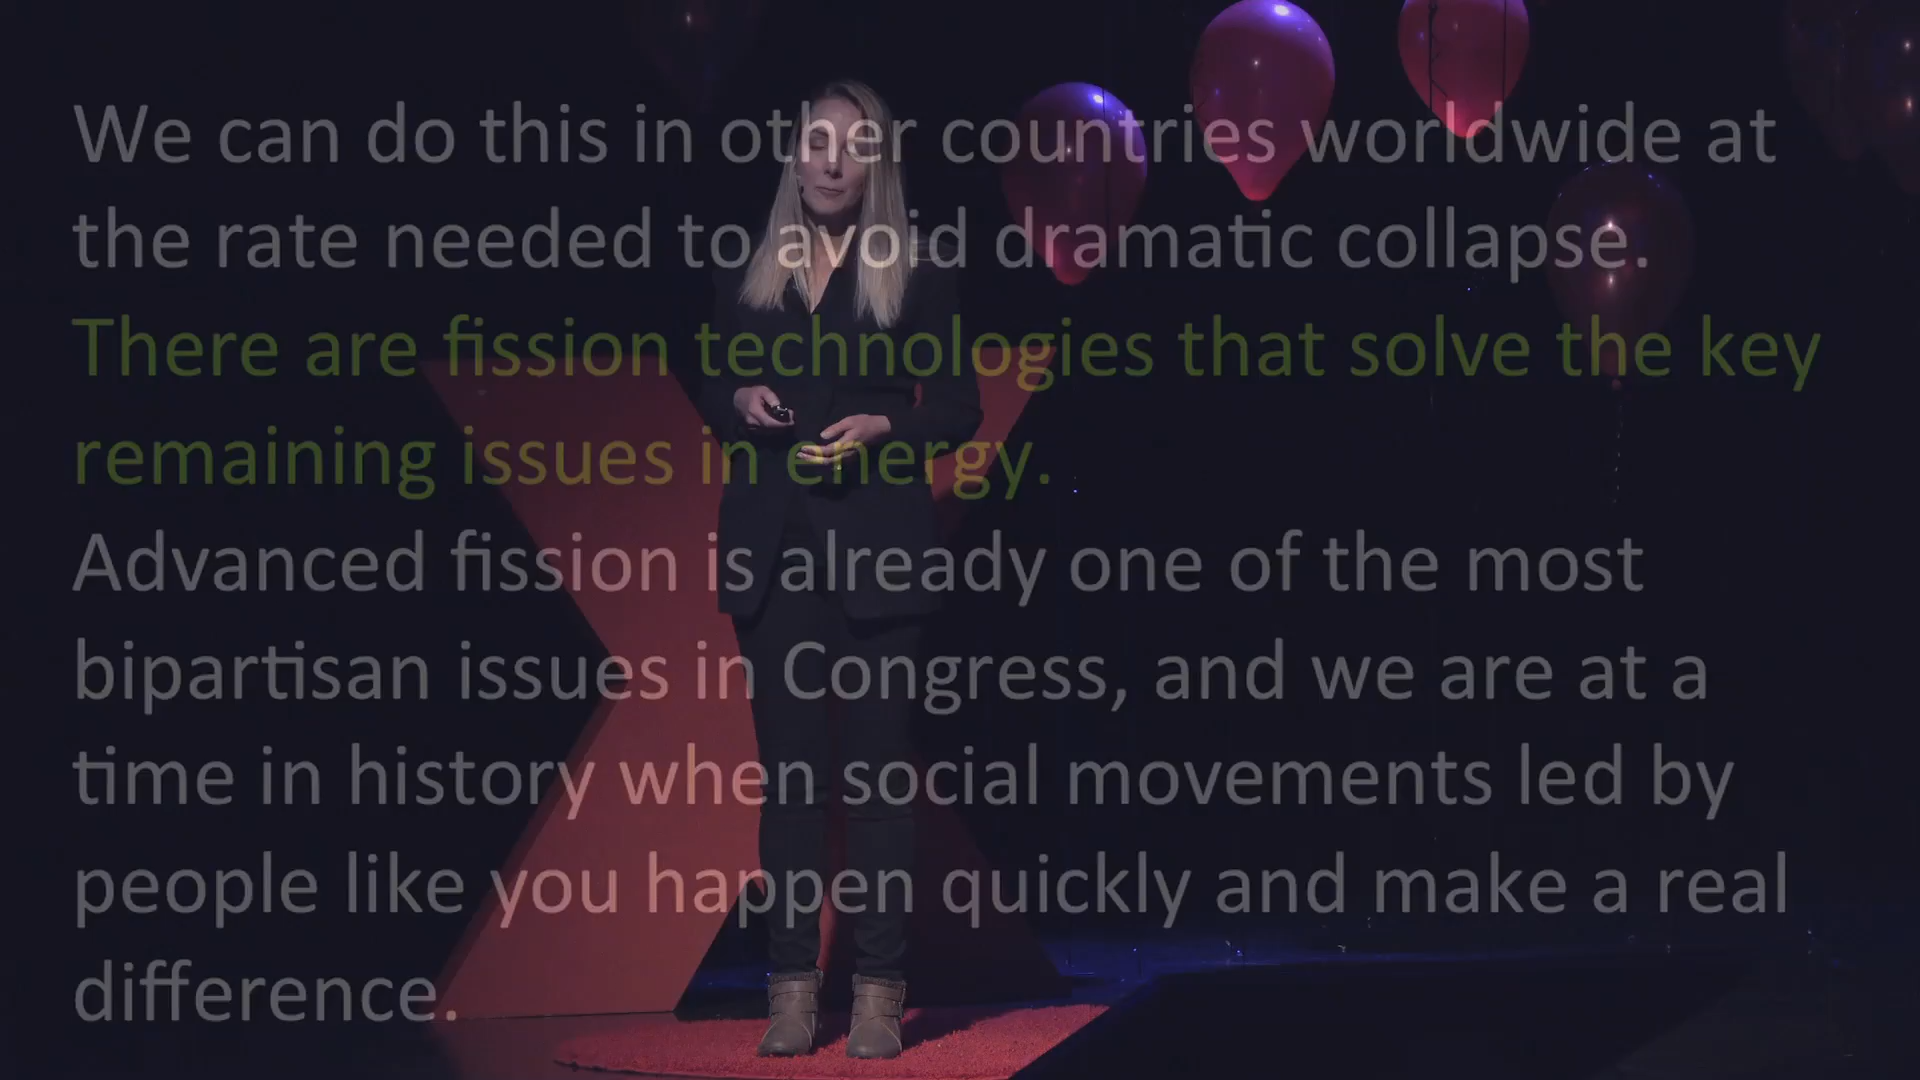 We can do this in other countries worldwide at
the rate needed to avoid dramatic collapse.
There are fission technologies that solve the key
remaining issues in energy.
Advanced fission is already one of the most
bipartisan issues in Congress, and we are at a
time in history when social movements led by
people like you happen quickly and make a real
difference.